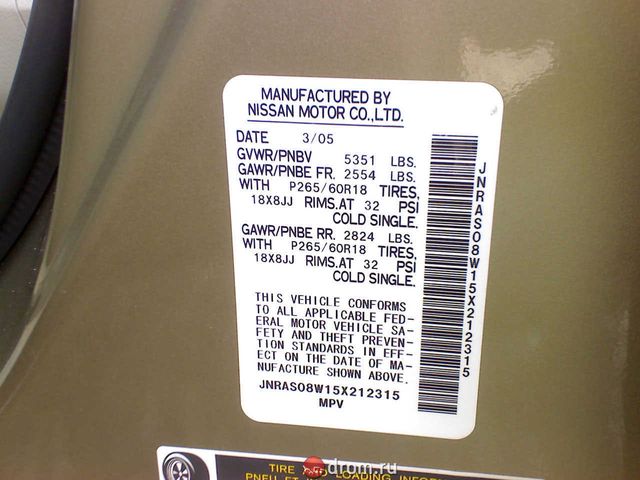 MANUFACTURED BY
NISSAN MOTOR CO.,LTD.
DATE 3/05
GVWR/PNBV 5351 LBS.
GAWR/PNBE FR. 2554 LBS.
WITH P265/60R18 TIRES,
18X8JJ RIMS.AT 32 PSI
COLD SINGLE.
GAWR/PNBE RR. 2824 LBS.
WITH P265/60R18 TIRES,
18X8JJ RIMS.AT 32 PSI
COLD SINGLE.
THIS VEHICLE CONFORMS
TO ALL APPLICABLE FED-
ERAL MOTOR VEHICLE SA-
FETY AND THEFT PREVEN-
TION STANDARDS IN EFF-
ECT ON THE DATE OF MA-
NUFACTURE SHOWN ABOVE.
JNRAS08W15X212315
MPV
JNRAS08W15X212315
TIRE AND LOADING INFORM
drom.ru